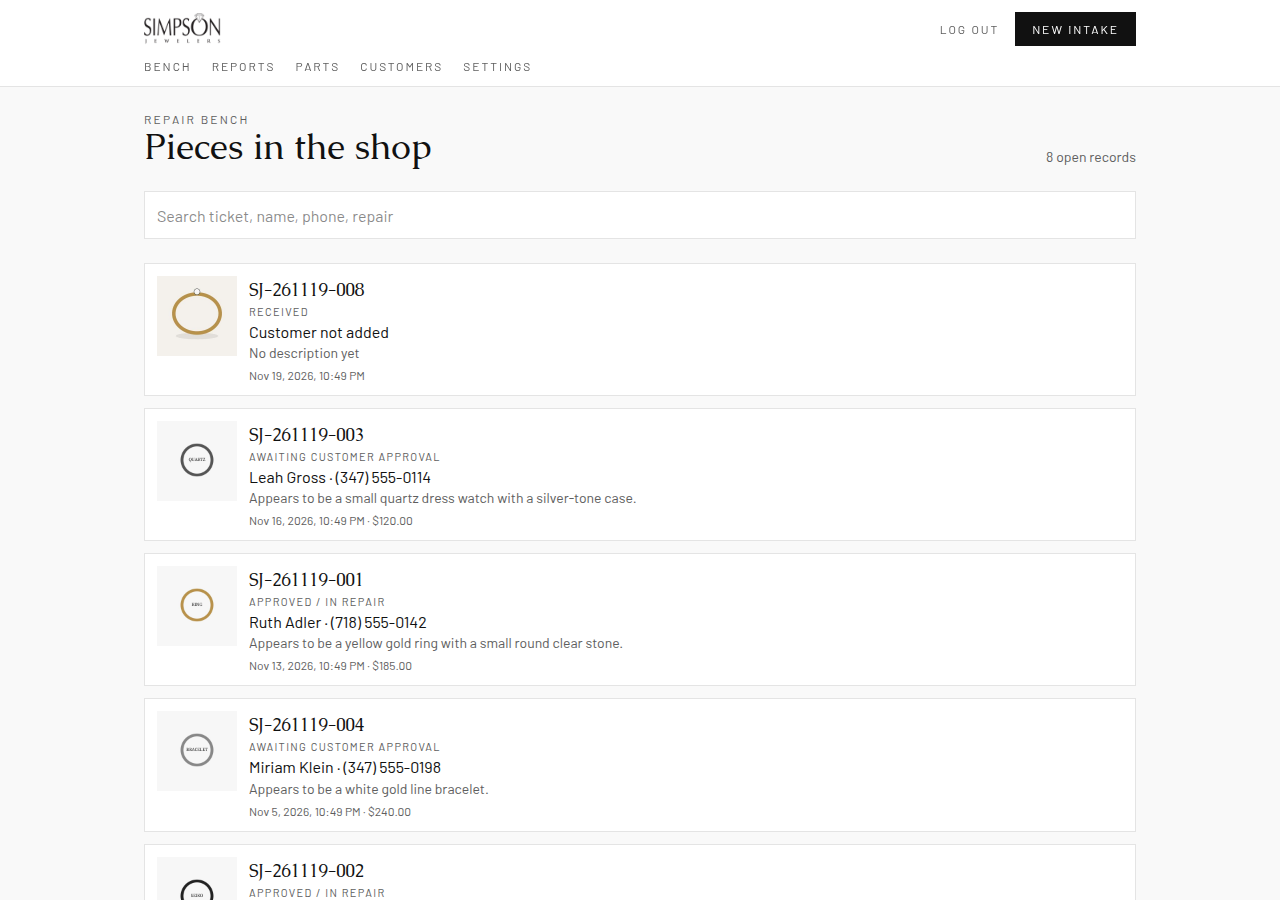 SIMPSON
JEWELERS
LOG OUT
NEW INTAKE
BENCH REPORTS PARTS CUSTOMERS SETTINGS
REPAIR BENCH
Pieces in the shop
8 open records
Search ticket, name, phone, repair
SJ-261119-008
RECEIVED
Customer not added
No description yet
Nov 19, 2026, 10:49 PM
QUARTZ
SJ-261119-003
AWAITING CUSTOMER APPROVAL
Leah Gross · (347) 555-0114
Appears to be a small quartz dress watch with a silver-tone case.
Nov 16, 2026, 10:49 PM · $120.00
RING
SJ-261119-001
APPROVED / IN REPAIR
Ruth Adler · (718) 555-0142
Appears to be a yellow gold ring with a small round clear stone.
Nov 13, 2026, 10:49 PM · $185.00
BRACELET
SJ-261119-004
AWAITING CUSTOMER APPROVAL
Miriam Klein · (347) 555-0198
Appears to be a white gold line bracelet.
Nov 5, 2026, 10:49 PM · $240.00
SJ-261119-002
APPROVED / IN REPAIR